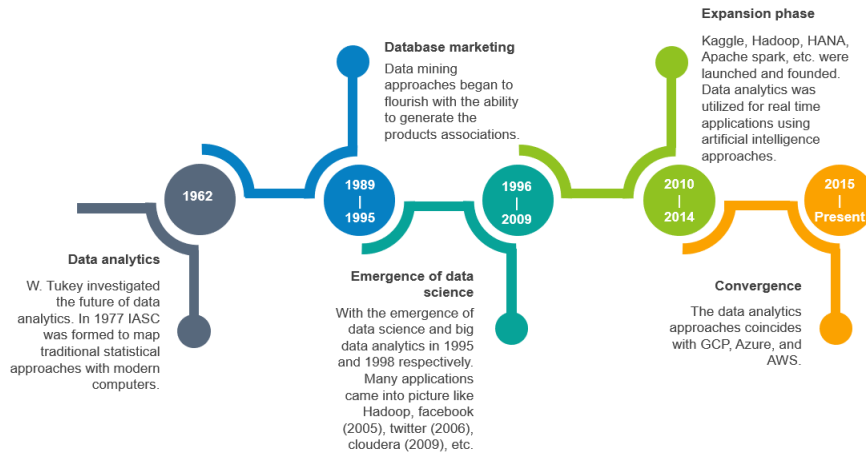 Expansion phase
Kaggle, Hadoop, HANA,
Apache spark, etc. were
launched and founded.
Data analytics was
utilized for real time
applications using
artificial intelligence
approaches.
Database marketing
Data mining
approaches began to
flourish with the ability
to generate the
products associations.
1962
1989
|
1995
1996
|
2009
2010
|
2014
2015
|
Present
Data analytics
W. Tukey investigated
the future of data
analytics. In 1977 IASC
was formed to map
traditional statistical
approaches with modern
computers.
Emergence of data
science
With the emergence of
data science and big
data analytics in 1995
and 1998 respectively.
Many applications
came into picture like
Hadoop, facebook
(2005), twitter (2006),
cloudera (2009), etc.
Convergence
The data analytics
approaches coincides
with GCP, Azure, and
AWS.